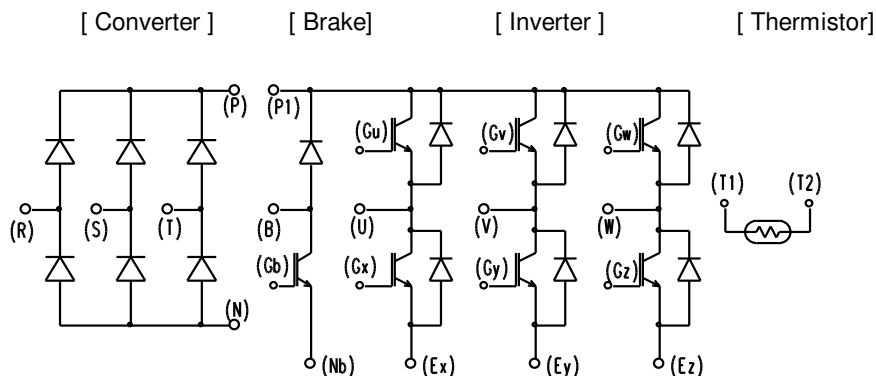 [ Converter ] [ Brake] [ Inverter ] [ Thermistor]
(P) (P1)
(Gu) (Gv) (Gw)
(T1) (T2)
(R) (S) (T) (B) (U) (V) (W)
(Gb) (Gx) (Gy) (Gz)
(N)
(Nb) (Ex) (Ey) (Ez)